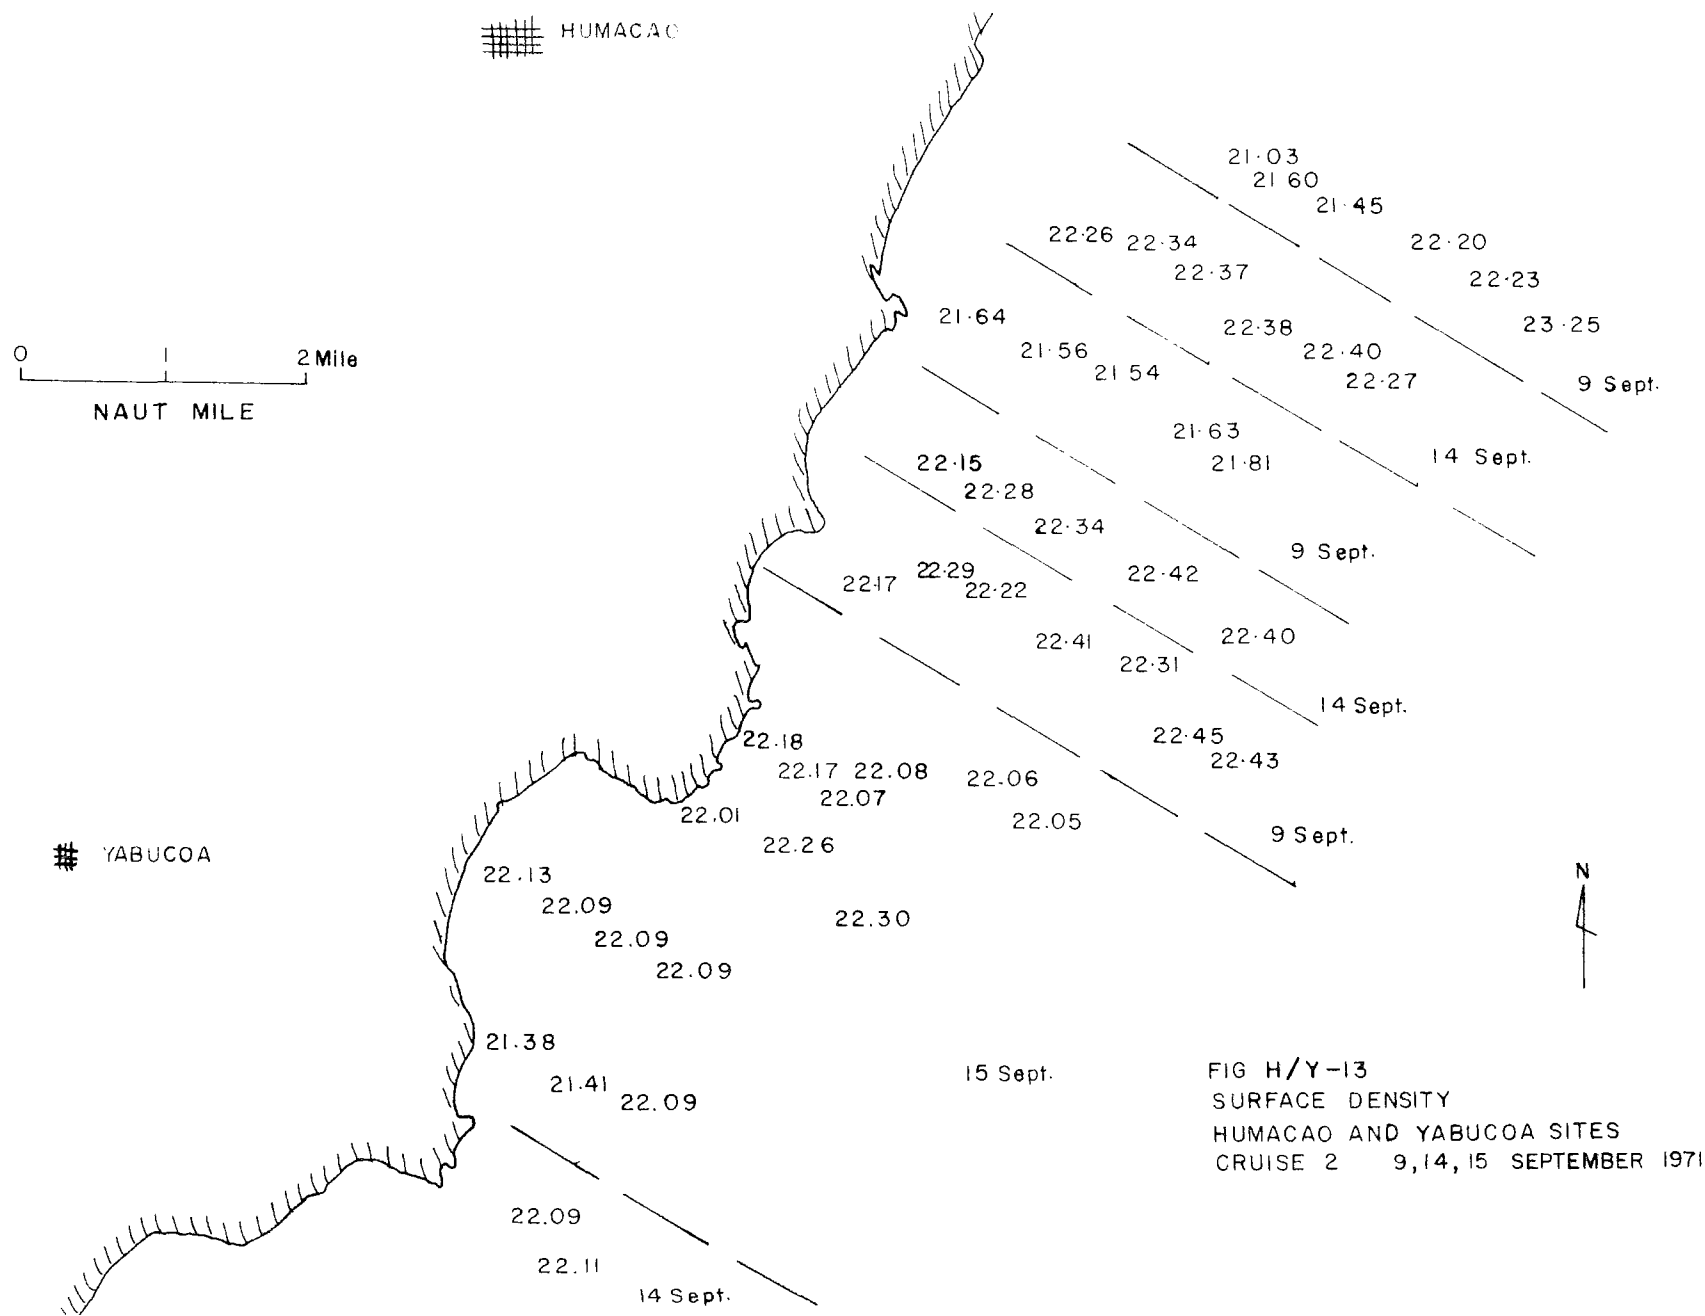 HUMACAO
21.03
21 60
21.45
22.26 22.34
22.20
22.37
22.23
21.64
22.38
23.25
0 1 2 Mile
21.56
22.40
21 54
22.27
9 Sept.
NAUT MILE
21.63
14 Sept.
22.15
21.81
22.28
22.34
9 Sept.
22.17 22.29
22.42
22.22
22.41
22.40
22.31
14 Sept.
22.18
22.45
22.43
22.17 22.08
22.06
22.07
22.01
22.05
9 Sept.
22.26
YABUCOA
22.13
N
22.09
22.30
22.09
22.09
21.38
15 Sept.
21.41
22.09
FIG H/Y-13
SURFACE DENSITY
HUMACAO AND YABUCOA SITES
CRUISE 2 9,14,15 SEPTEMBER 1971
22.09
22.11
14 Sept.